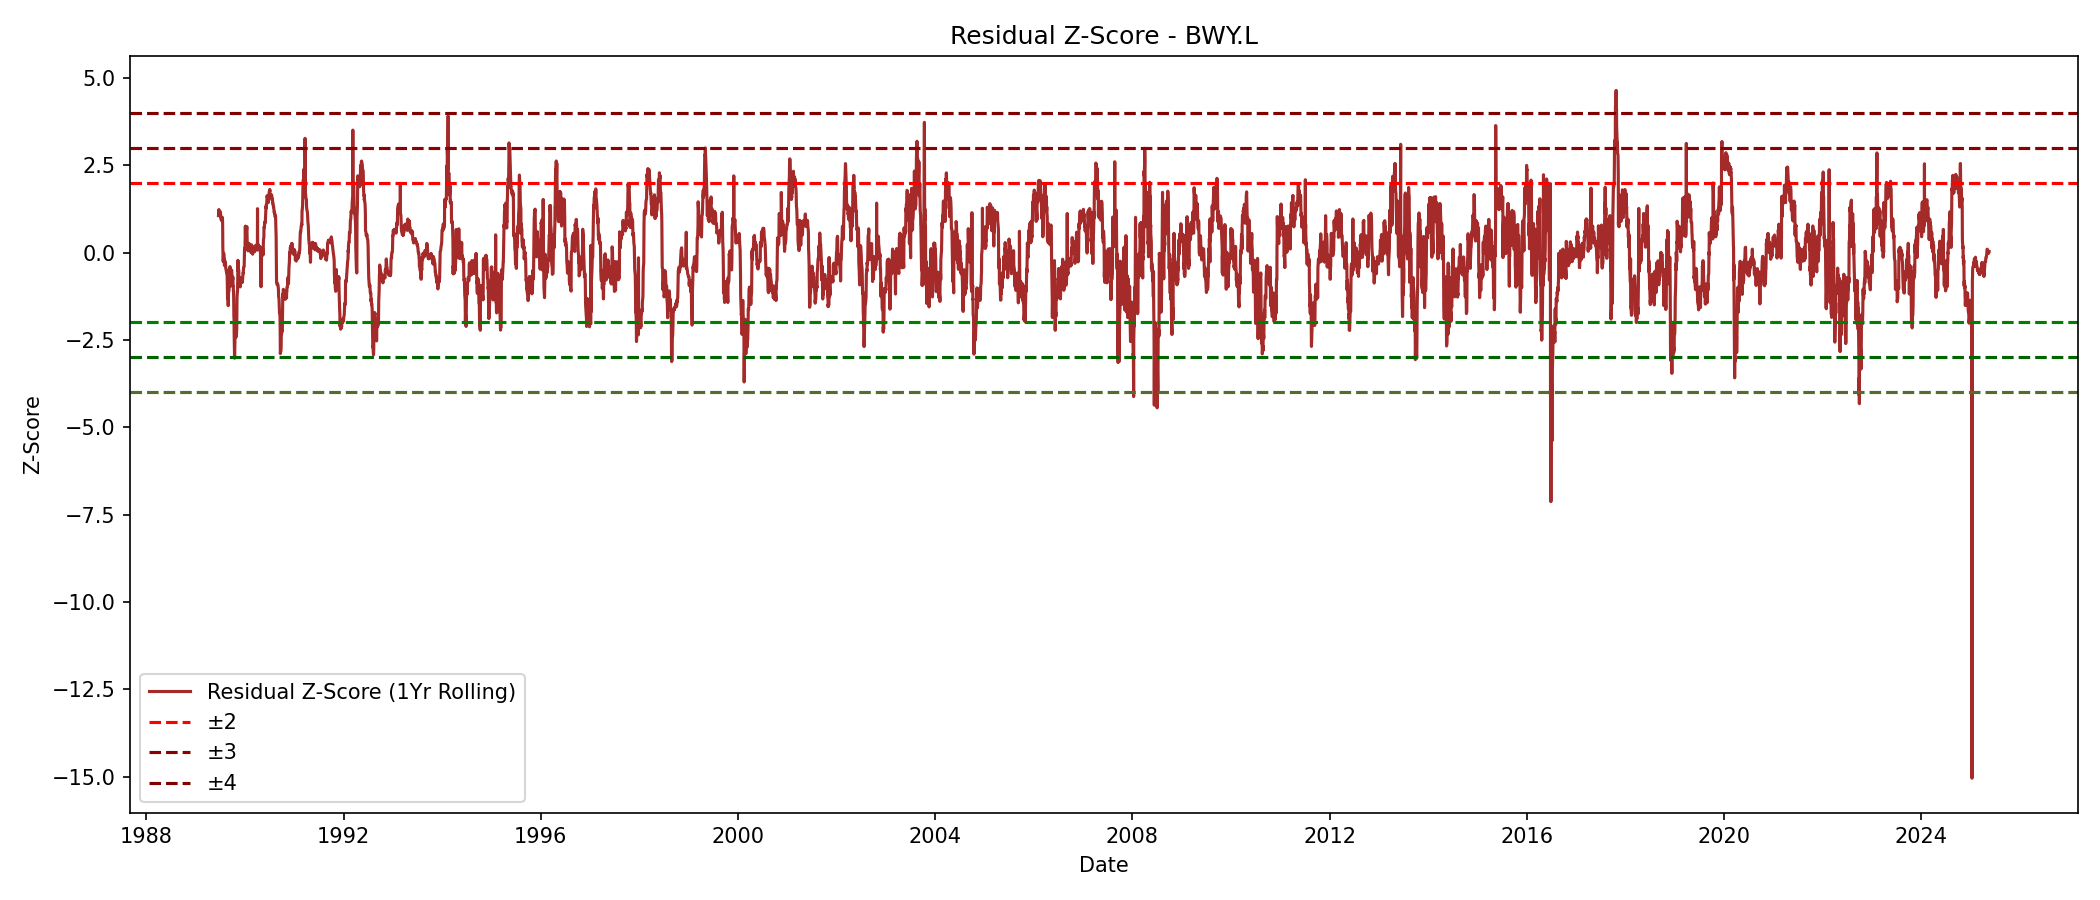 Residual Z-Score - BWY.L
5.0
2.5
0.0
−2.5
−5.0
−7.5
−10.0
−12.5
−15.0
Z-Score
Residual Z-Score (1Yr Rolling)
±2
±3
±4
1988 1992 1996 2000 2004 2008 2012 2016 2020 2024
Date